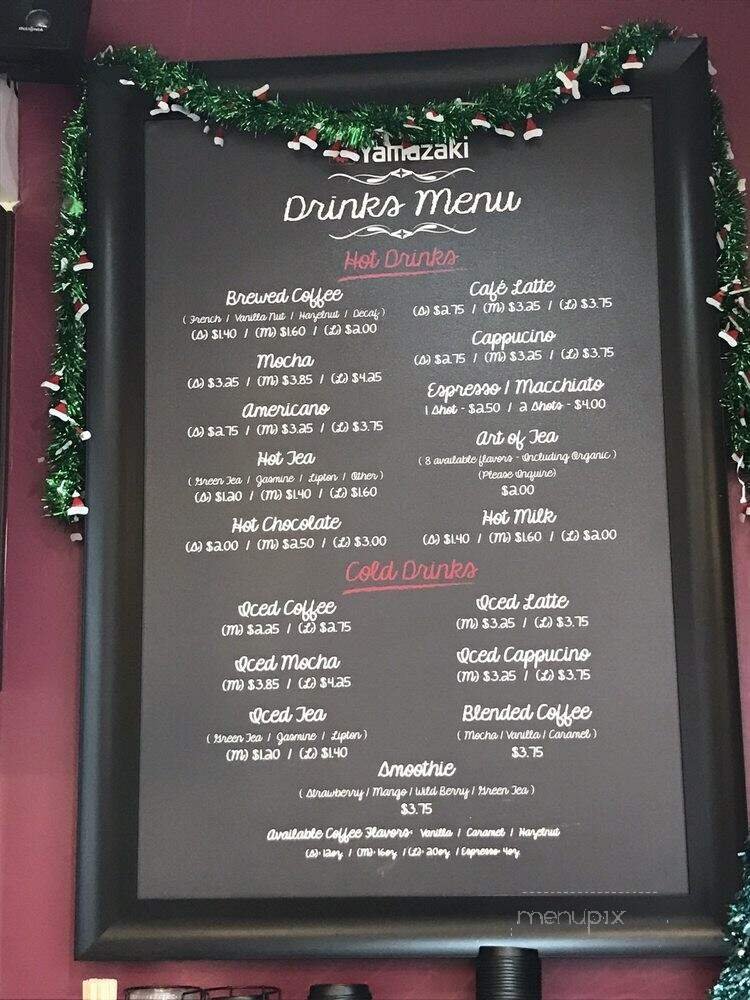 Yamazaki
Drinks Menu
Hot Drinks
Brewed Coffee
( French / Vanilla Nut / Hazelnut / Decaf )
(S) $1.40 / (M) $1.60 / (L) $2.00
Mocha
(S) $3.25 / (M) $3.85 / (L) $4.25
Americano
(S) $2.75 / (M) $3.25 / (L) $3.75
Hot Tea
( Green Tea / Jasmine / Lipton / Other )
(S) $1.20 / (M) $1.40 / (L) $1.60
Hot Chocolate
(S) $2.00 / (M) $2.50 / (L) $3.00
Café Latte
(S) $2.75 / (M) $3.25 / (L) $3.75
Cappucino
(S) $2.75 / (M) $3.25 / (L) $3.75
Espresso / Macchiato
1 Shot - $2.50 / 2 Shots - $4.00
Art of Tea
( 8 available flavors - Including Organic )
(Please Inquire)
$2.00
Hot Milk
(S) $1.40 / (M) $1.60 / (L) $2.00
Cold Drinks
Iced Coffee
(M) $2.25 / (L) $2.75
Iced Mocha
(M) $3.85 / (L) $4.25
Iced Tea
( Green Tea / Jasmine / Lipton )
(M) $1.20 / (L) $1.40
Iced Latte
(M) $3.25 / (L) $3.75
Iced Cappucino
(M) $3.25 / (L) $3.75
Blended Coffee
( Mocha / Vanilla / Caramel )
$3.75
Smoothie
( Strawberry / Mango / Wild Berry / Green Tea )
$3.75
Available Coffee Flavors: Vanilla / Caramel / Hazelnut
(S)- 12oz / (M)- 16oz / (L)- 20oz / Espresso- 4oz
menupix